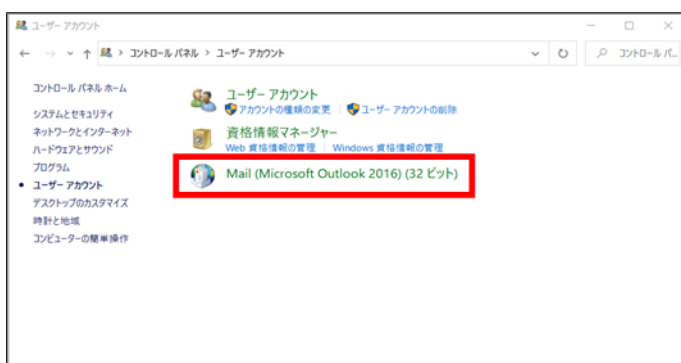 ユーザー アカウント
コントロール パネル > ユーザー アカウント
コントロール パ...
コントロール パネル ホーム
システムとセキュリティ
ネットワークとインターネット
ハードウェアとサウンド
プログラム
ユーザー アカウント
デスクトップのカスタマイズ
時計と地域
コンピューターの簡単操作
ユーザー アカウント
アカウントの種類の変更 | ユーザー アカウントの削除
資格情報マネージャー
Web 資格情報の管理 | Windows 資格情報の管理
Mail (Microsoft Outlook 2016) (32 ビット)